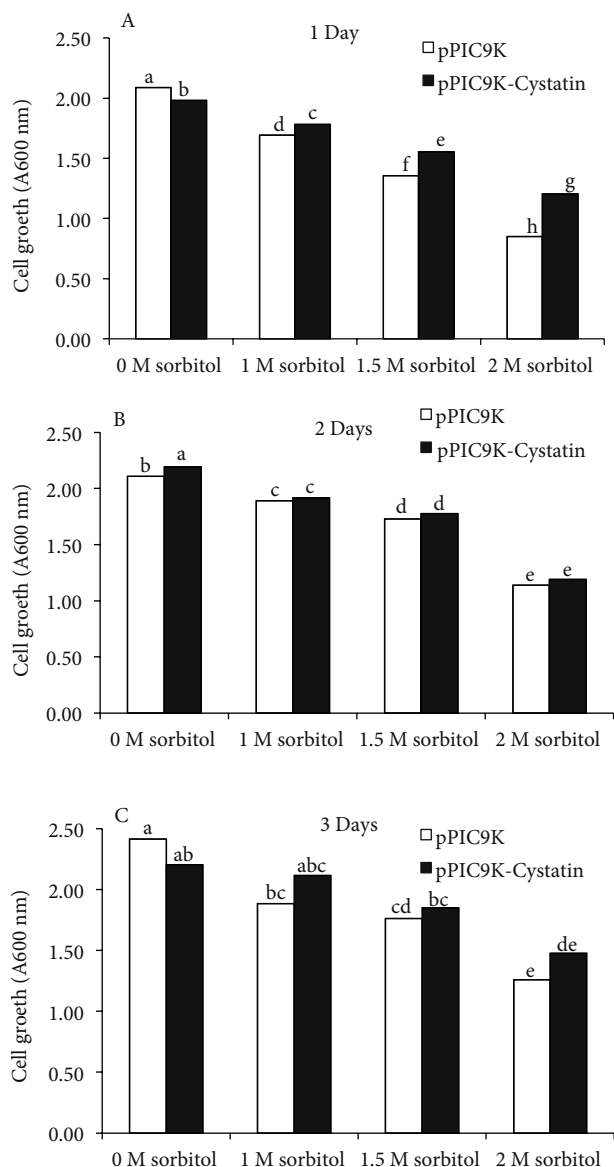 A
1 Day
pPIC9K
pPIC9K-Cystatin
Cell groeth (A600 nm)
2.50
2.00
1.50
1.00
0.50
0.00
a b d c f e h g
0 M sorbitol 1 M sorbitol 1.5 M sorbitol 2 M sorbitol
B
2 Days
pPIC9K
pPIC9K-Cystatin
Cell groeth (A600 nm)
2.50
2.00
1.50
1.00
0.50
0.00
b a c c d d e e
0 M sorbitol 1 M sorbitol 1.5 M sorbitol 2 M sorbitol
C
3 Days
pPIC9K
pPIC9K-Cystatin
Cell groeth (A600 nm)
2.50
2.00
1.50
1.00
0.50
0.00
a ab bc abc cd bc e de
0 M sorbitol 1 M sorbitol 1.5 M sorbitol 2 M sorbitol